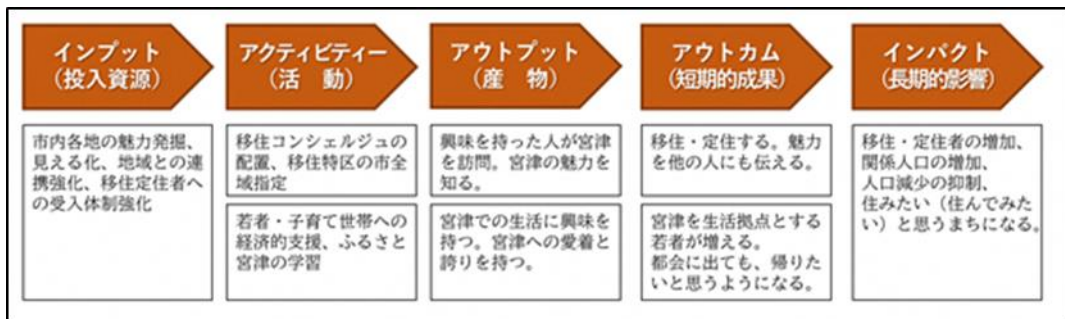 インプット
(投入資源)
アクティビティー
(活　動)
アウトプット
(産　物)
アウトカム
(短期的成果)
インパクト
(長期的影響)
市内各地の魅力発掘、
見える化、地域との連
携強化、移住定住者へ
の受入体制強化
移住コンシェルジュの
配置、移住特区の市全
域指定
若者・子育て世帯への
経済的支援、ふるさと
宮津の学習
興味を持った人が宮津
を訪問。宮津の魅力を
知る。
宮津での生活に興味を
持つ。宮津への愛着と
誇りを持つ。
移住・定住する。魅力
を他の人にも伝える。
宮津を生活拠点とする
若者が増える。
都会に出ても、帰りた
いと思うようになる。
移住・定住者の増加、
関係人口の増加、
人口減少の抑制、
住みたい（住んでみた
い）と思うまちになる。